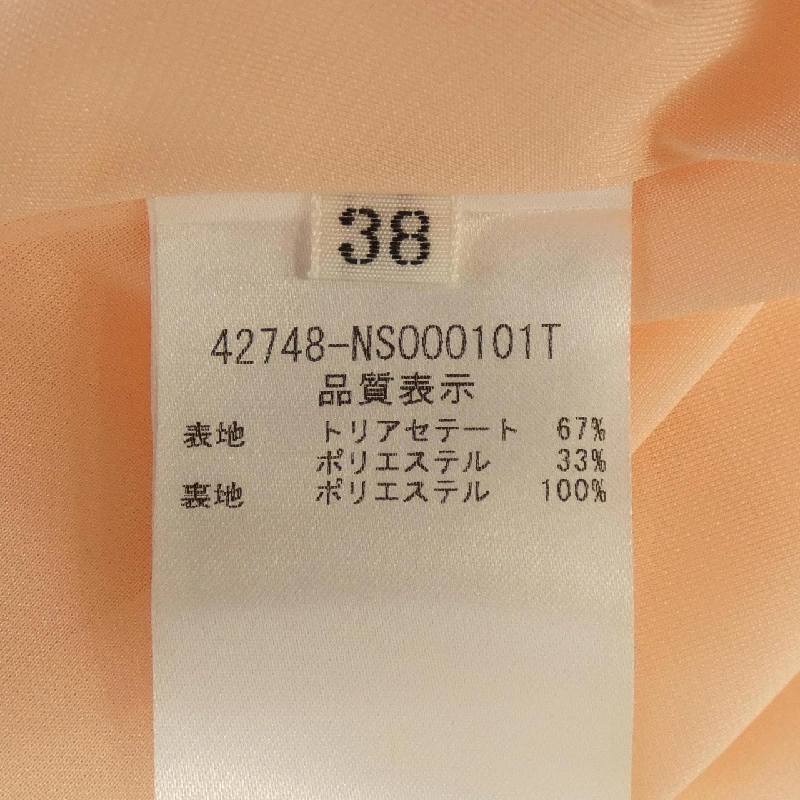 38
42748-NS000101T
品質表示
表地 トリアセテート 67%
ポリエステル 33%
裏地 ポリエステル 100%